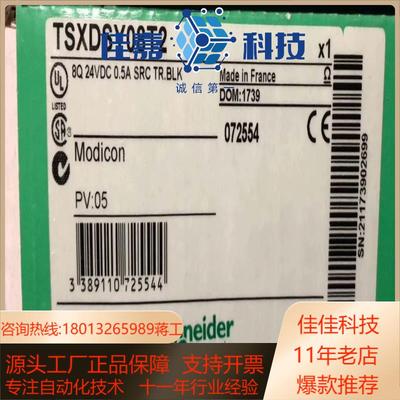 TSXDSY08T2
佳嘉 科技
诚信第一
x1
8Q 24VDC 0.5A SRC TR.BLK
Made in France
DOM:1739
072554
Modicon
PV:05
SN:21173902699
3 389110 725544
neider
咨询热线:18013265989蒋工
源头工厂正品保障 支持开票
专注自动化技术 十一年行业经验
佳佳科技
11年老店
爆款推荐